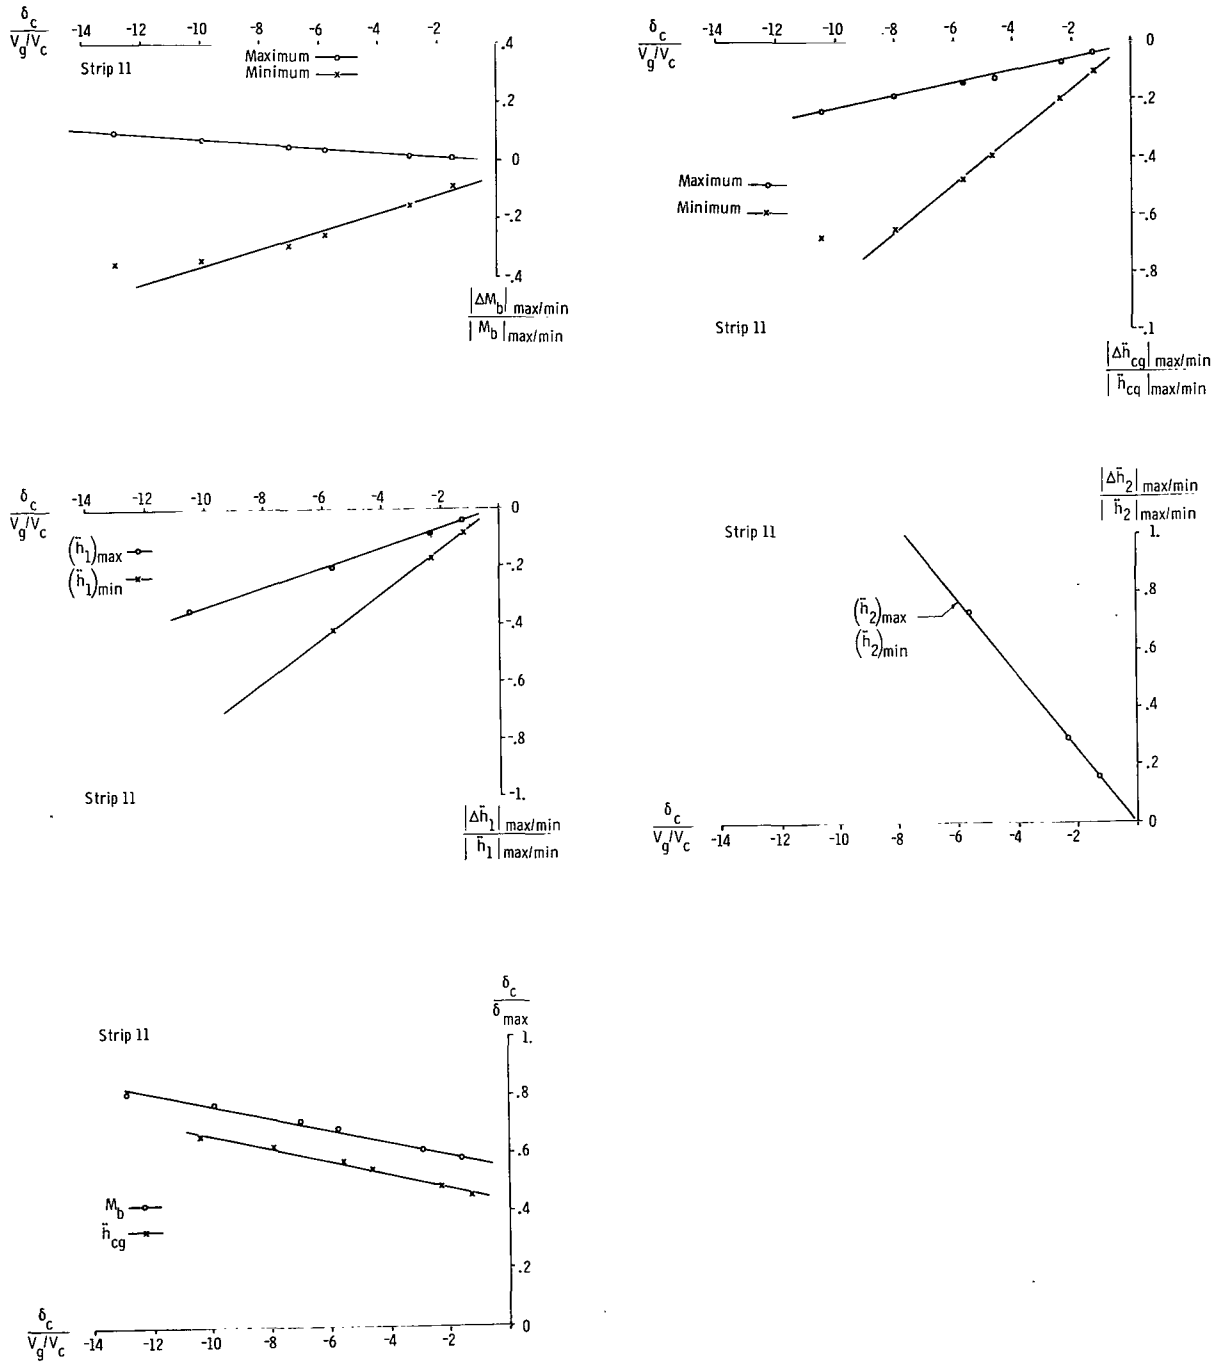 δc
Vg/Vc
-14 -12 -10 -8 -6 -4 -2
.4
.2
0
-.2
-.4
Maximum
Minimum
Strip 11
|ΔMb| max/min
|Mb| max/min
δc
Vg/Vc
-14 -12 -10 -8 -6 -4 -2 0
-.2
-.4
-.6
-.8
-.1
Maximum
Minimum
Strip 11
|Δḧcg| max/min
|ḧcg| max/min
δc
Vg/Vc
-14 -12 -10 -8 -6 -4 -2 0
-.2
-.4
-.6
-.8
-1.
(ḧ1)max
(ḧ1)min
Strip 11
|Δḧ1| max/min
|ḧ1| max/min
|Δḧ2| max/min
|ḧ2| max/min
Strip 11
1.
.8
.6
.4
.2
0
(ḧ2)max
(ḧ2)min
δc
Vg/Vc
-14 -12 -10 -8 -6 -4 -2
δc
δmax
Strip 11
1.
.8
.6
.4
.2
0
Mb
ḧcg
δc
Vg/Vc
-14 -12 -10 -8 -6 -4 -2